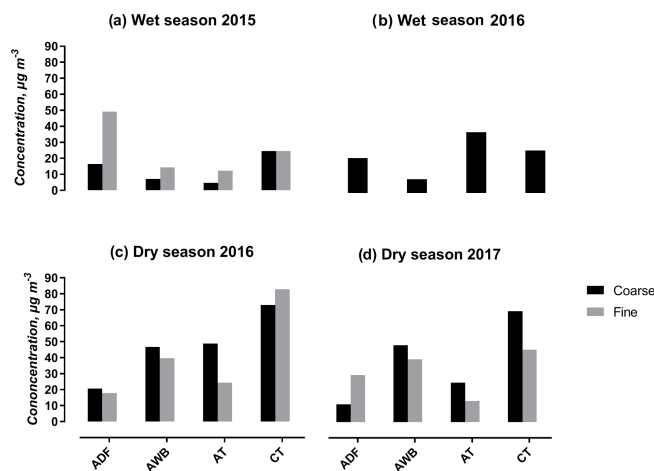 (a) Wet season 2015
(b) Wet season 2016
Concentration, µg m⁻³
90
80
70
60
50
40
30
20
10
0
(c) Dry season 2016
(d) Dry season 2017
Cononcentration, µg m⁻³
90
80
70
60
50
40
30
20
10
0
Coarse
Fine
ADF AWB AT CT ADF AWB AT CT